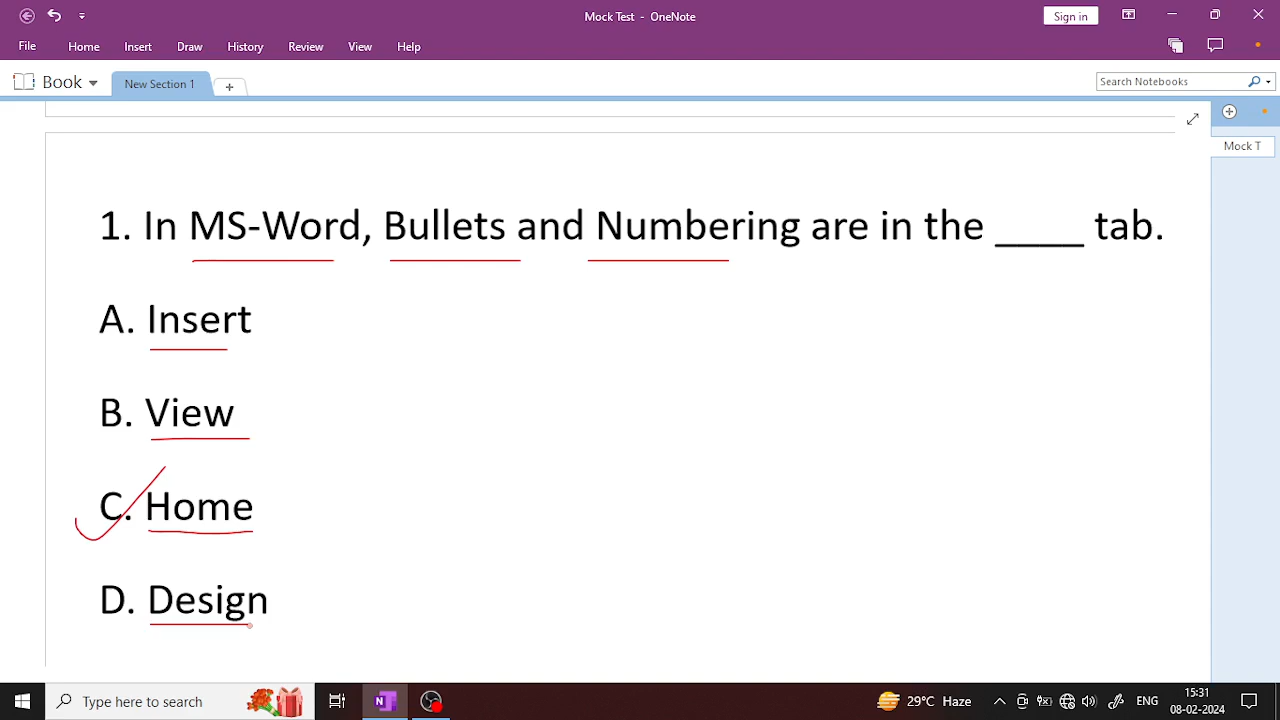 Mock Test - OneNote
Sign in
File Home Insert Draw History Review View Help
Book New Section 1 +
Search Notebooks
Mock T
1. In MS-Word, Bullets and Numbering are in the ____ tab.
A. Insert
B. View
C. Home
D. Design
Type here to search
N
29°C Haze
ENG
15:31
08-02-2024